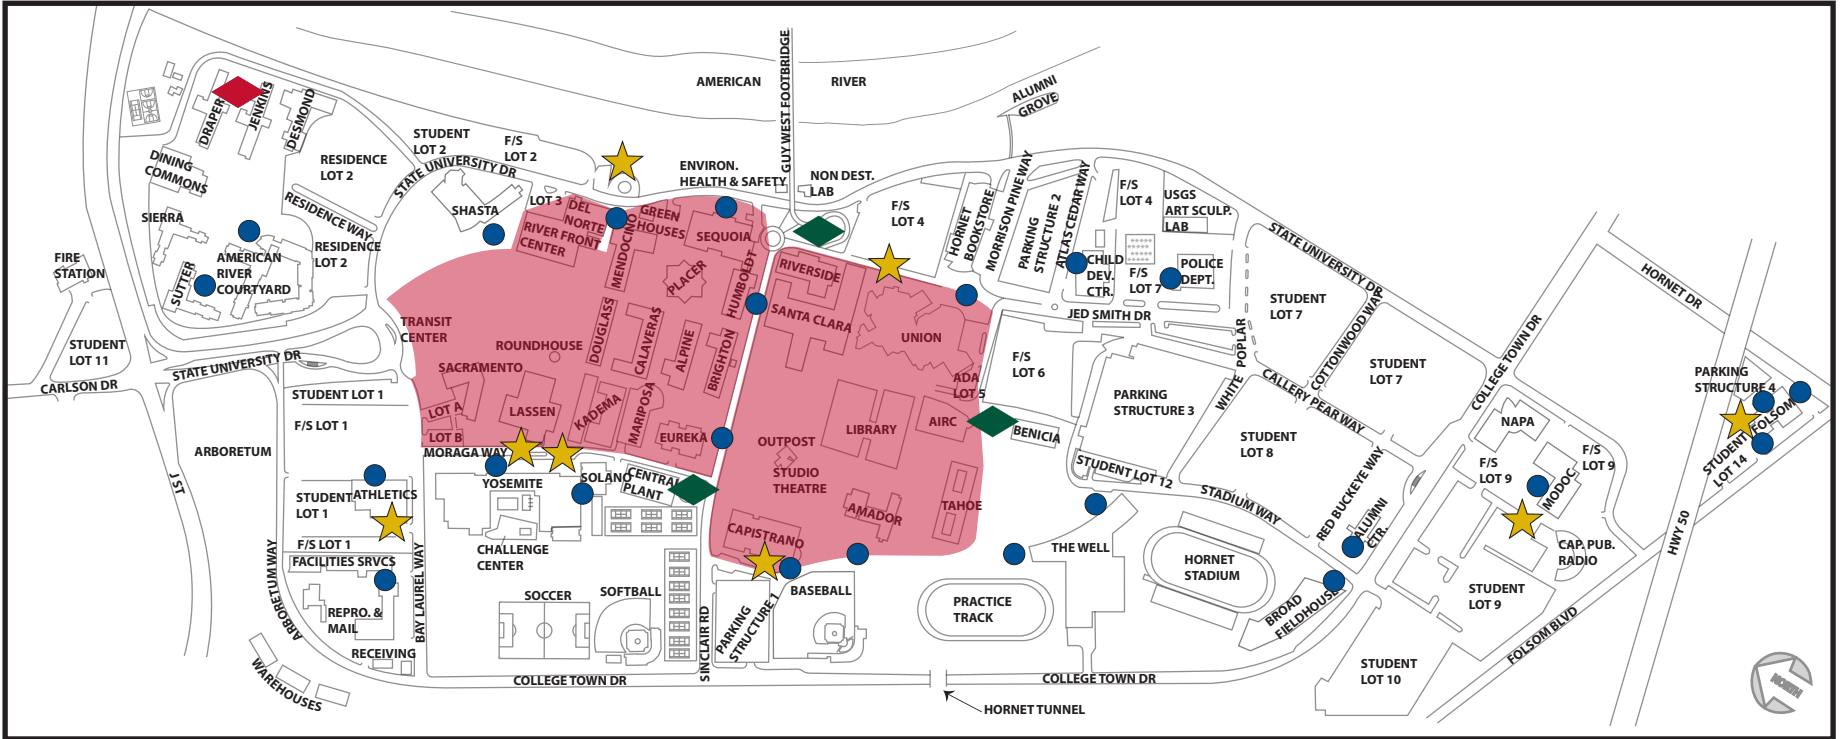 AMERICAN
RIVER
GUY WEST FOOTBRIDGE
ALUMNI
GROVE
DRAPER
JENKINS
DESMOND
DINING
COMMONS
RESIDENCE
LOT 2
STUDENT
LOT 2
F/S
LOT 2
STATE UNIVERSITY DR
ENVIRON.
HEALTH & SAFETY
NON DEST.
LAB
F/S
LOT 4
HORNET
BOOKSTORE
MORRISON PINE WAY
PARKING
STRUCTURE 2
ATLAS CEDAR WAY
F/S
LOT 4
USGS
ART SCULP.
LAB
SIERRA
RESIDENCE WAY
SHASTA
LOT 3
DEL
NORTE
RIVER FRONT
CENTER
MENDOCINO
GREEN
HOUSES
SEQUOIA
STATE UNIVERSITY DR
HORNET DR
FIRE
STATION
SUTTER
AMERICAN
RIVER
COURTYARD
RESIDENCE
LOT 2
PLACER
HUMBOLDT
RIVERSIDE
CHILD
DEV.
CTR.
F/S
LOT 7
POLICE
DEPT.
STUDENT
LOT 7
COTTONWOOD WAY
TRANSIT
CENTER
ROUNDHOUSE
DOUGLASS
CALAVERAS
ALPINE
BRIGHTON
SANTA CLARA
UNION
JED SMITH DR
WHITE POPLAR
COLLEGE TOWN DR
STUDENT
LOT 11
STATE UNIVERSITY DR
CARLSON DR
SACRAMENTO
F/S
LOT 6
STUDENT
LOT 7
CALLERY PEAR WAY
PARKING
STRUCTURE 4
FOLSOM
STUDENT
LOT 14
STUDENT LOT 1
F/S LOT 1
LOT A
LOT B
LASSEN
KADEMA
MARIPOSA
EUREKA
ADA
LOT 5
PARKING
STRUCTURE 3
LIBRARY
AIRC
BENICIA
NAPA
ARBORETUM
MORAGA WAY
OUTPOST
STUDIO
THEATRE
STUDENT
LOT 8
F/S
LOT 9
F/S
LOT 9
MODOC
J ST
STUDENT
LOT 1
ATHLETICS
YOSEMITE
SOLANO
CENTRAL
PLANT
STUDENT LOT 12
STADIUM WAY
RED BUCKEYE WAY
ALUMNI
CTR.
HWY 50
AMADOR
TAHOE
CAPISTRANO
F/S LOT 1
FACILITIES SRVCS
CHALLENGE
CENTER
THE WELL
HORNET
STADIUM
CAP. PUB.
RADIO
ARBORETUM WAY
BAY LAUREL WAY
REPRO. &
MAIL
SOCCER
SOFTBALL
BASEBALL
PRACTICE
TRACK
BROAD
FIELDHOUSE
STUDENT
LOT 9
SINCLAIR RD
PARKING
STRUCTURE 1
FOLSOM BLVD
RECEIVING
WAREHOUSES
COLLEGE TOWN DR
COLLEGE TOWN DR
STUDENT
LOT 10
HORNET TUNNEL
NORTH